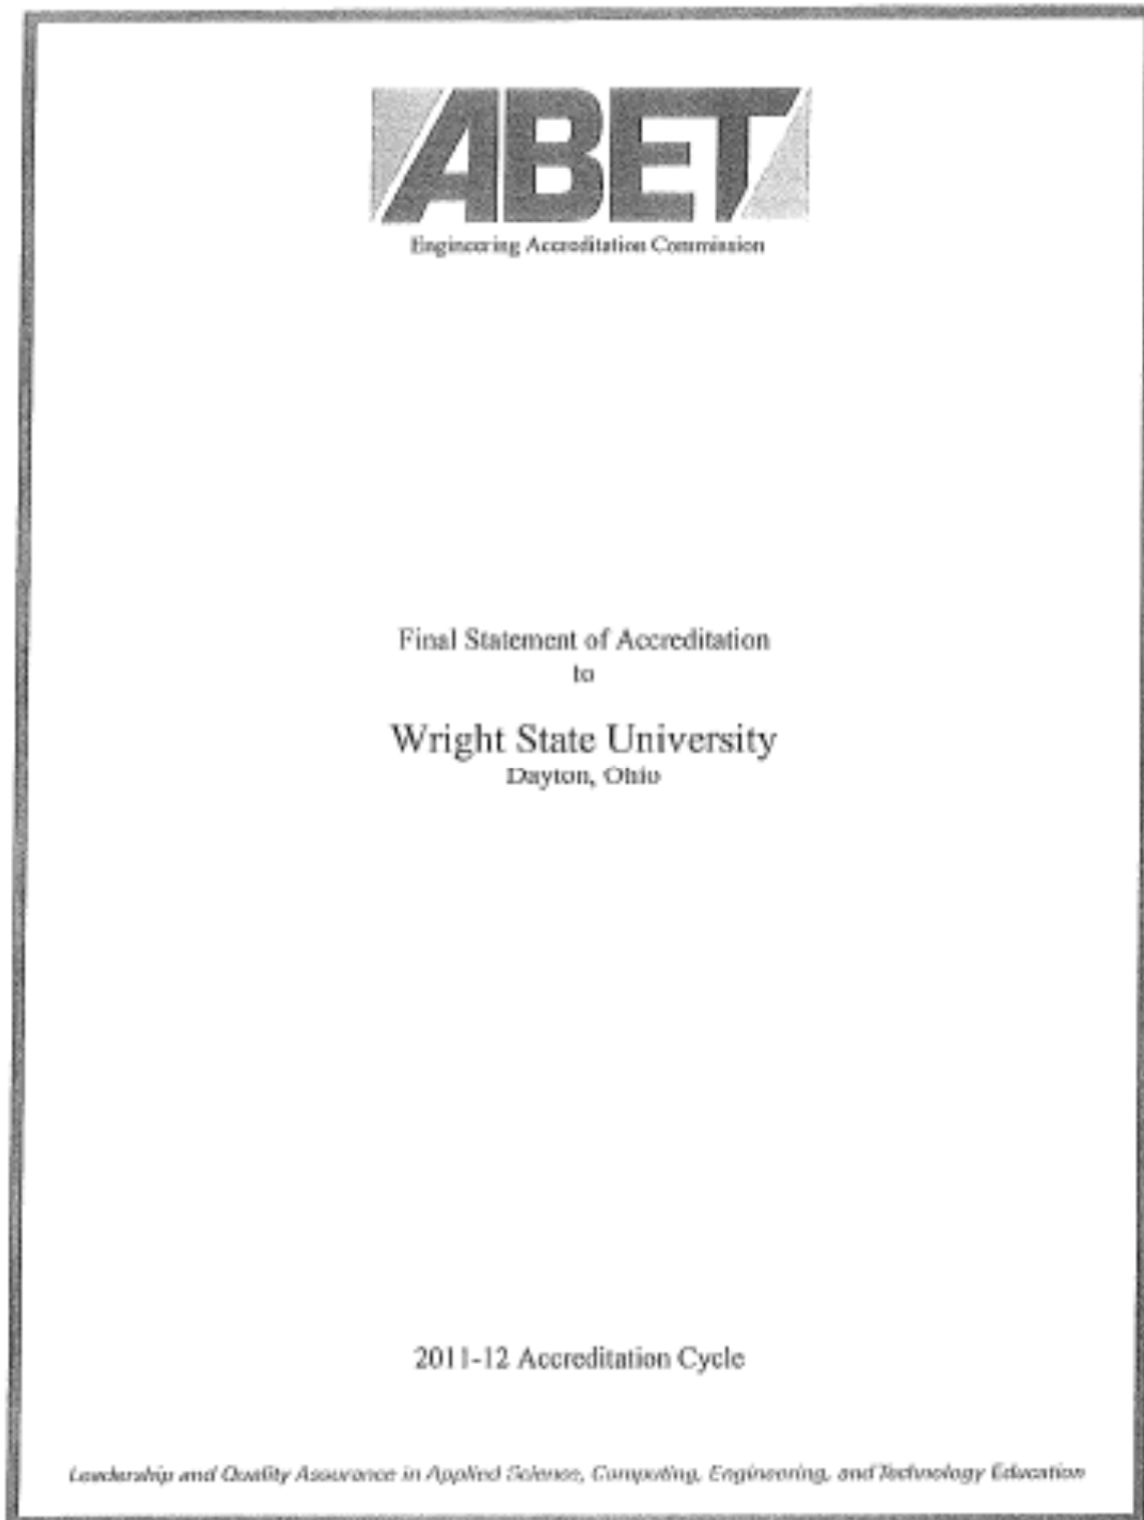 ABET
Engineering Accreditation Commission
Final Statement of Accreditation
to
Wright State University
Dayton, Ohio
2011-12 Accreditation Cycle
Leadership and Quality Assurance in Applied Science, Computing, Engineering, and Technology Education